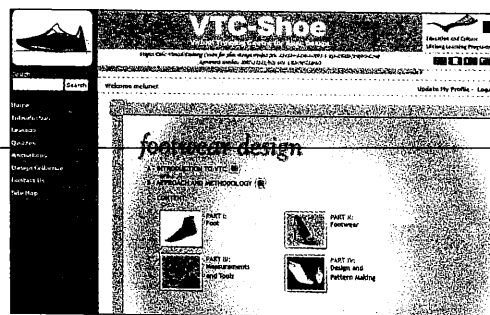 VTC-Shoe
Virtual Training Centre for Shoe Design
Education and Culture
Lifelong Learning Programme
Search
Search
Welcome
Update My Profile -
Home
Introduction
Lessons
Quizzes
Animations
Design Collection
Contact Us
Site Map
footwear design
INTRODUCTION TO VTC
APPROACH AND METHODOLOGY
CONTENT
PART I:
Foot
PART II:
Footwear
PART III:
Measurements
and Tools
PART IV:
Design and
Pattern Making